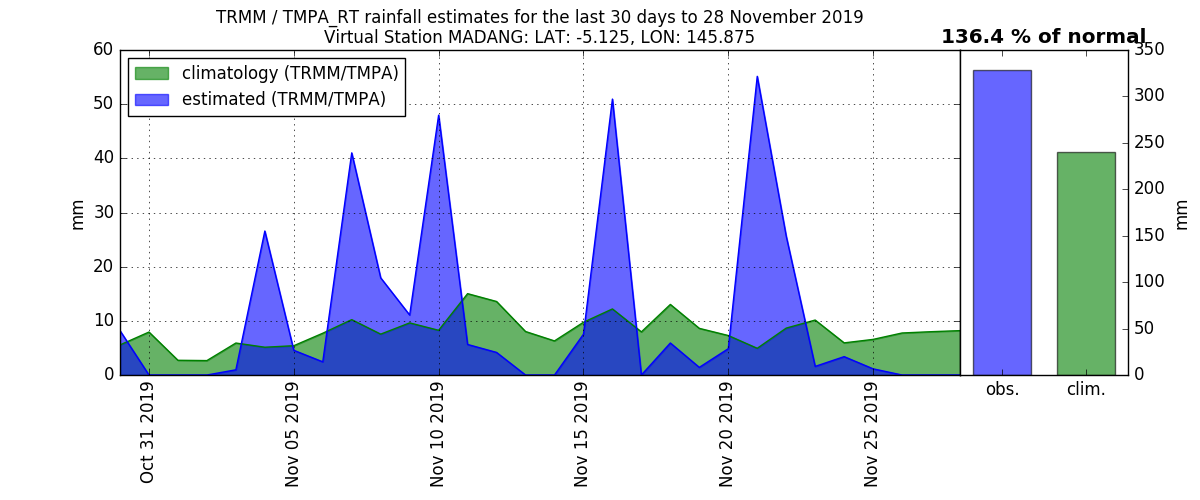 TRMM / TMPA_RT rainfall estimates for the last 30 days to 28 November 2019
Virtual Station MADANG: LAT: -5.125, LON: 145.875
136.4 % of normal
climatology (TRMM/TMPA)
estimated (TRMM/TMPA)
60
50
40
30
20
10
0
mm
Oct 31 2019
Nov 05 2019
Nov 10 2019
Nov 15 2019
Nov 20 2019
Nov 25 2019
obs.
clim.
350
300
250
200
150
100
50
0
mm